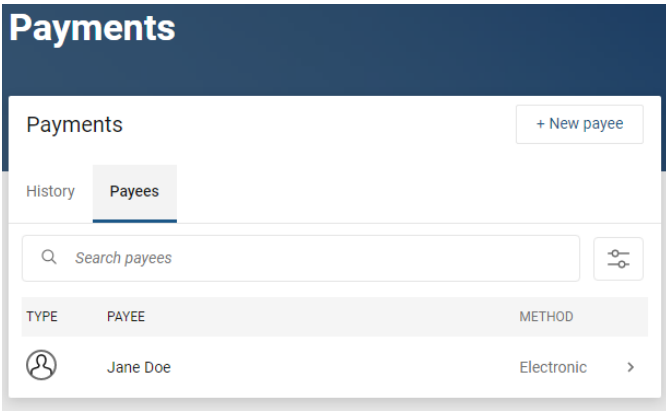 Payments
Payments
+ New payee
History Payees
Search payees
TYPE PAYEE METHOD
Jane Doe Electronic